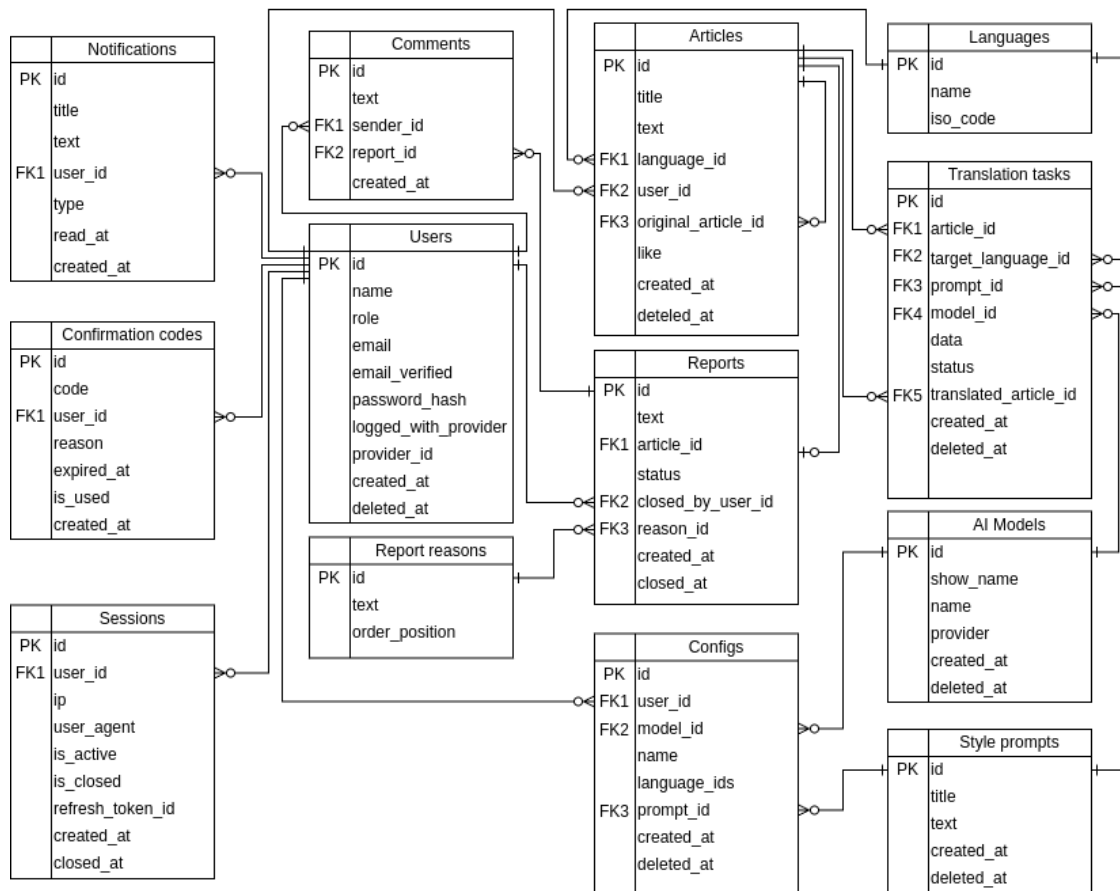 Notifications
PK id
title
text
FK1 user_id
type
read_at
created_at
Confirmation codes
PK id
code
FK1 user_id
reason
expired_at
is_used
created_at
Sessions
PK id
FK1 user_id
ip
user_agent
is_active
is_closed
refresh_token_id
created_at
closed_at
Comments
PK id
text
FK1 sender_id
FK2 report_id
created_at
Users
PK id
name
role
email
email_verified
password_hash
logged_with_provider
provider_id
created_at
deleted_at
Report reasons
PK id
text
order_position
Articles
PK id
title
text
FK1 language_id
FK2 user_id
FK3 original_article_id
like
created_at
deteled_at
Reports
PK id
text
FK1 article_id
status
FK2 closed_by_user_id
FK3 reason_id
created_at
closed_at
Configs
PK id
FK1 user_id
FK2 model_id
name
language_ids
FK3 prompt_id
created_at
deleted_at
Languages
PK id
name
iso_code
Translation tasks
PK id
FK1 article_id
FK2 target_language_id
FK3 prompt_id
FK4 model_id
data
status
FK5 translated_article_id
created_at
deleted_at
AI Models
PK id
show_name
name
provider
created_at
deleted_at
Style prompts
PK id
title
text
created_at
deleted_at